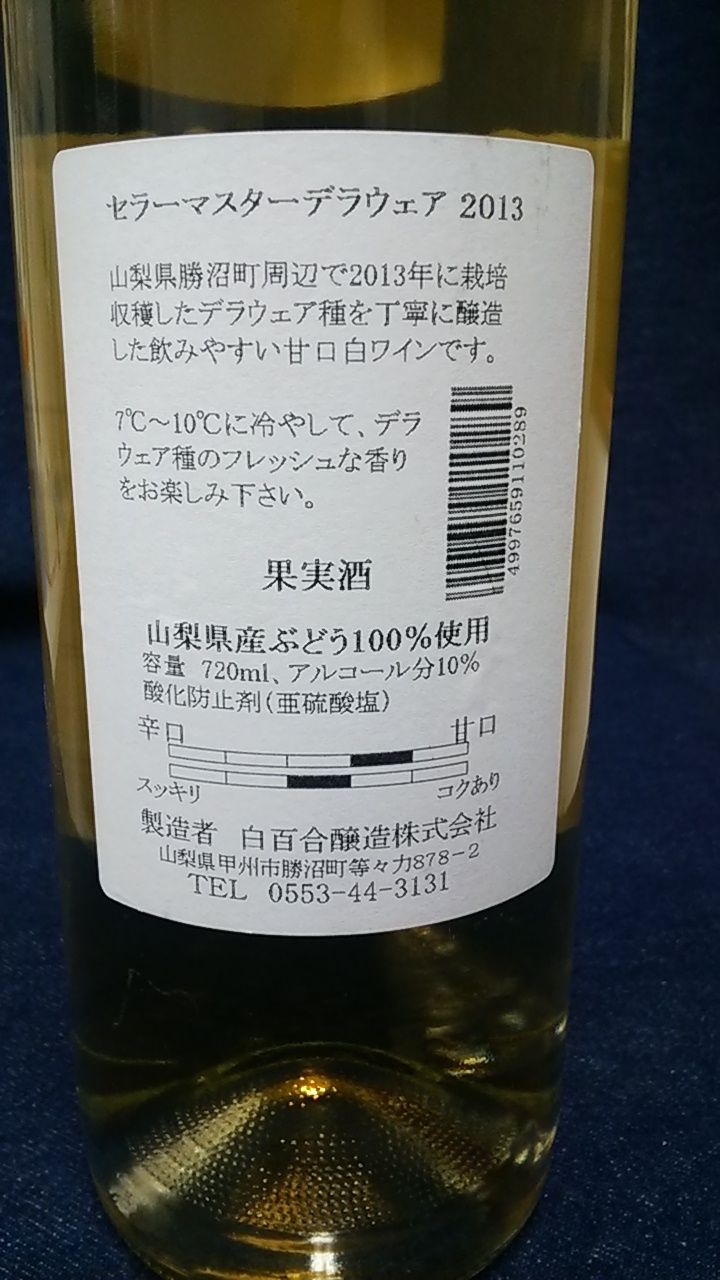 セラーマスターデラウェア 2013
山梨県勝沼町周辺で2013年に栽培
収穫したデラウェア種を丁寧に醸造
した飲みやすい甘口白ワインです。
7℃～10℃に冷やして、デラ
ウェア種のフレッシュな香り
をお楽しみ下さい。
4997659110289
果実酒
山梨県産ぶどう100%使用
容量 720ml、アルコール分10%
酸化防止剤(亜硫酸塩)
辛口 甘口
スッキリ コクあり
製造者 白百合醸造株式会社
山梨県甲州市勝沼町等々力878-2
TEL 0553-44-3131